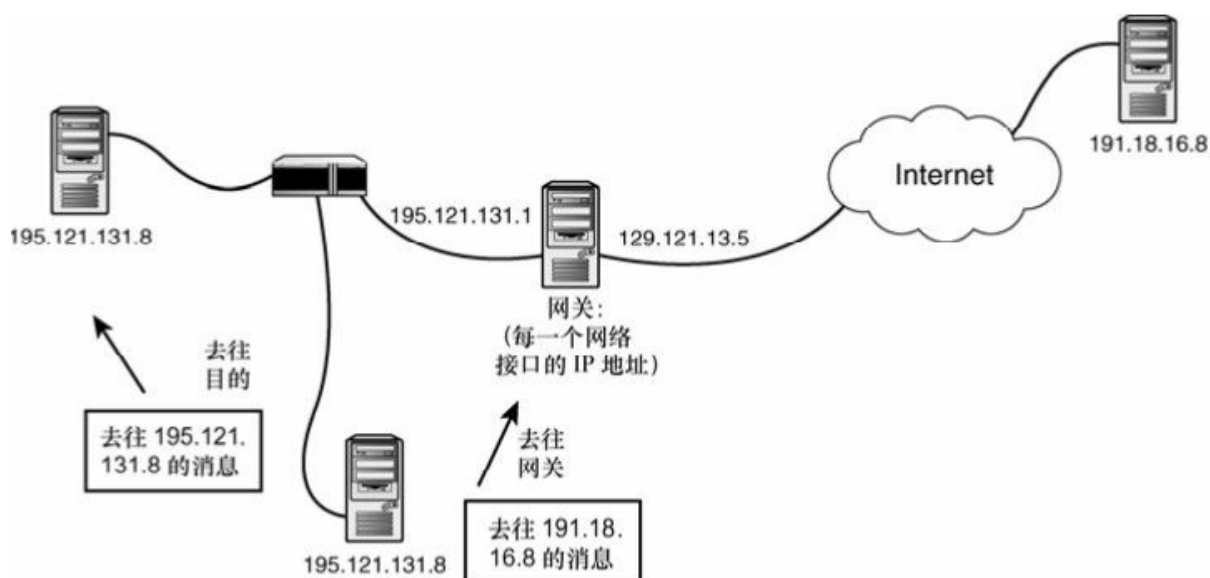 191.18.16.8
Internet
195.121.131.8
195.121.131.1
129.121.13.5
网关:
(每一个网络
接口的 IP 地址)
去往
目的
去往 195.121.
131.8 的消息
去往
网关
去往 191.18.
16.8 的消息
195.121.131.8